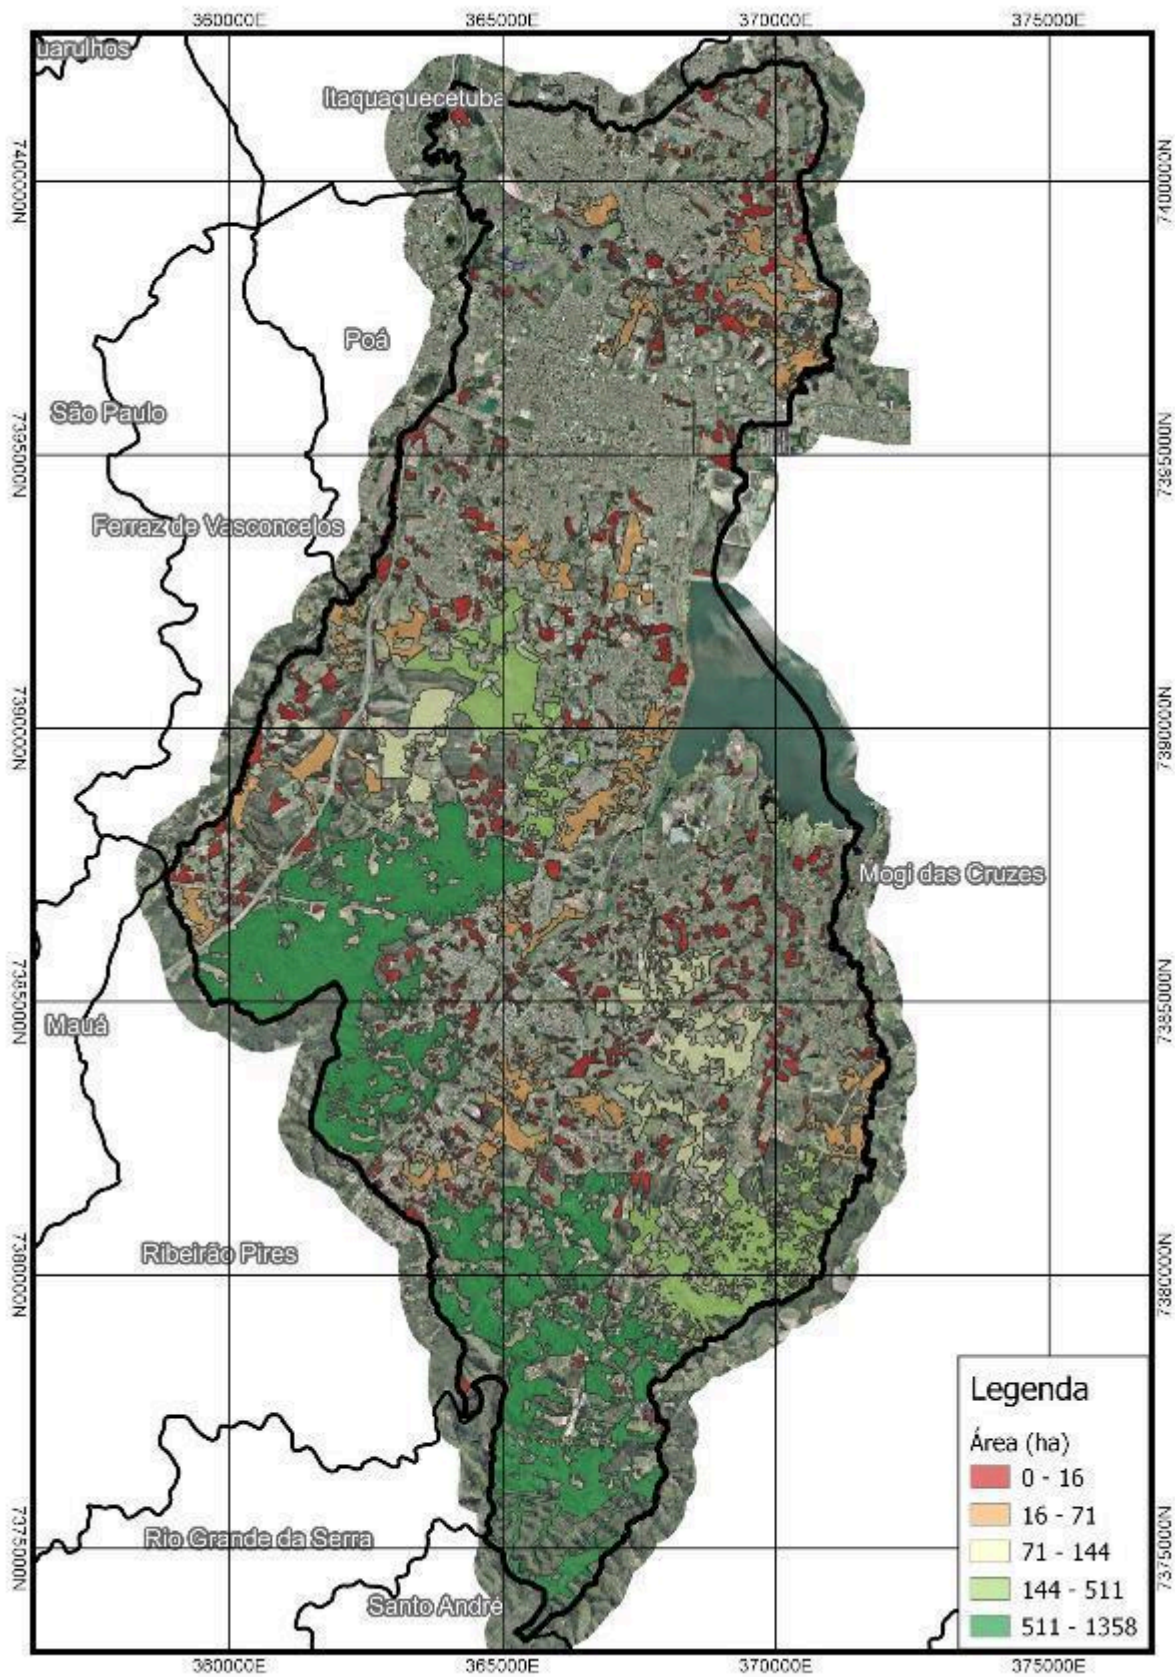 360000E
365000E
370000E
375000E
uarulhos
Itaquaquecetuba
7400000N
7400000N
Poá
São Paulo
7395000N
7395000N
Ferraz de Vasconcelos
7390000N
7390000N
Mogi das Cruzes
7385000N
7385000N
Mauá
Ribeirão Pires
7380000N
7380000N
Legenda
Área (ha)
0 - 16
16 - 71
71 - 144
144 - 511
511 - 1358
7375000N
7375000N
Rio Grande da Serra
Santo André
360000E
365000E
370000E
375000E